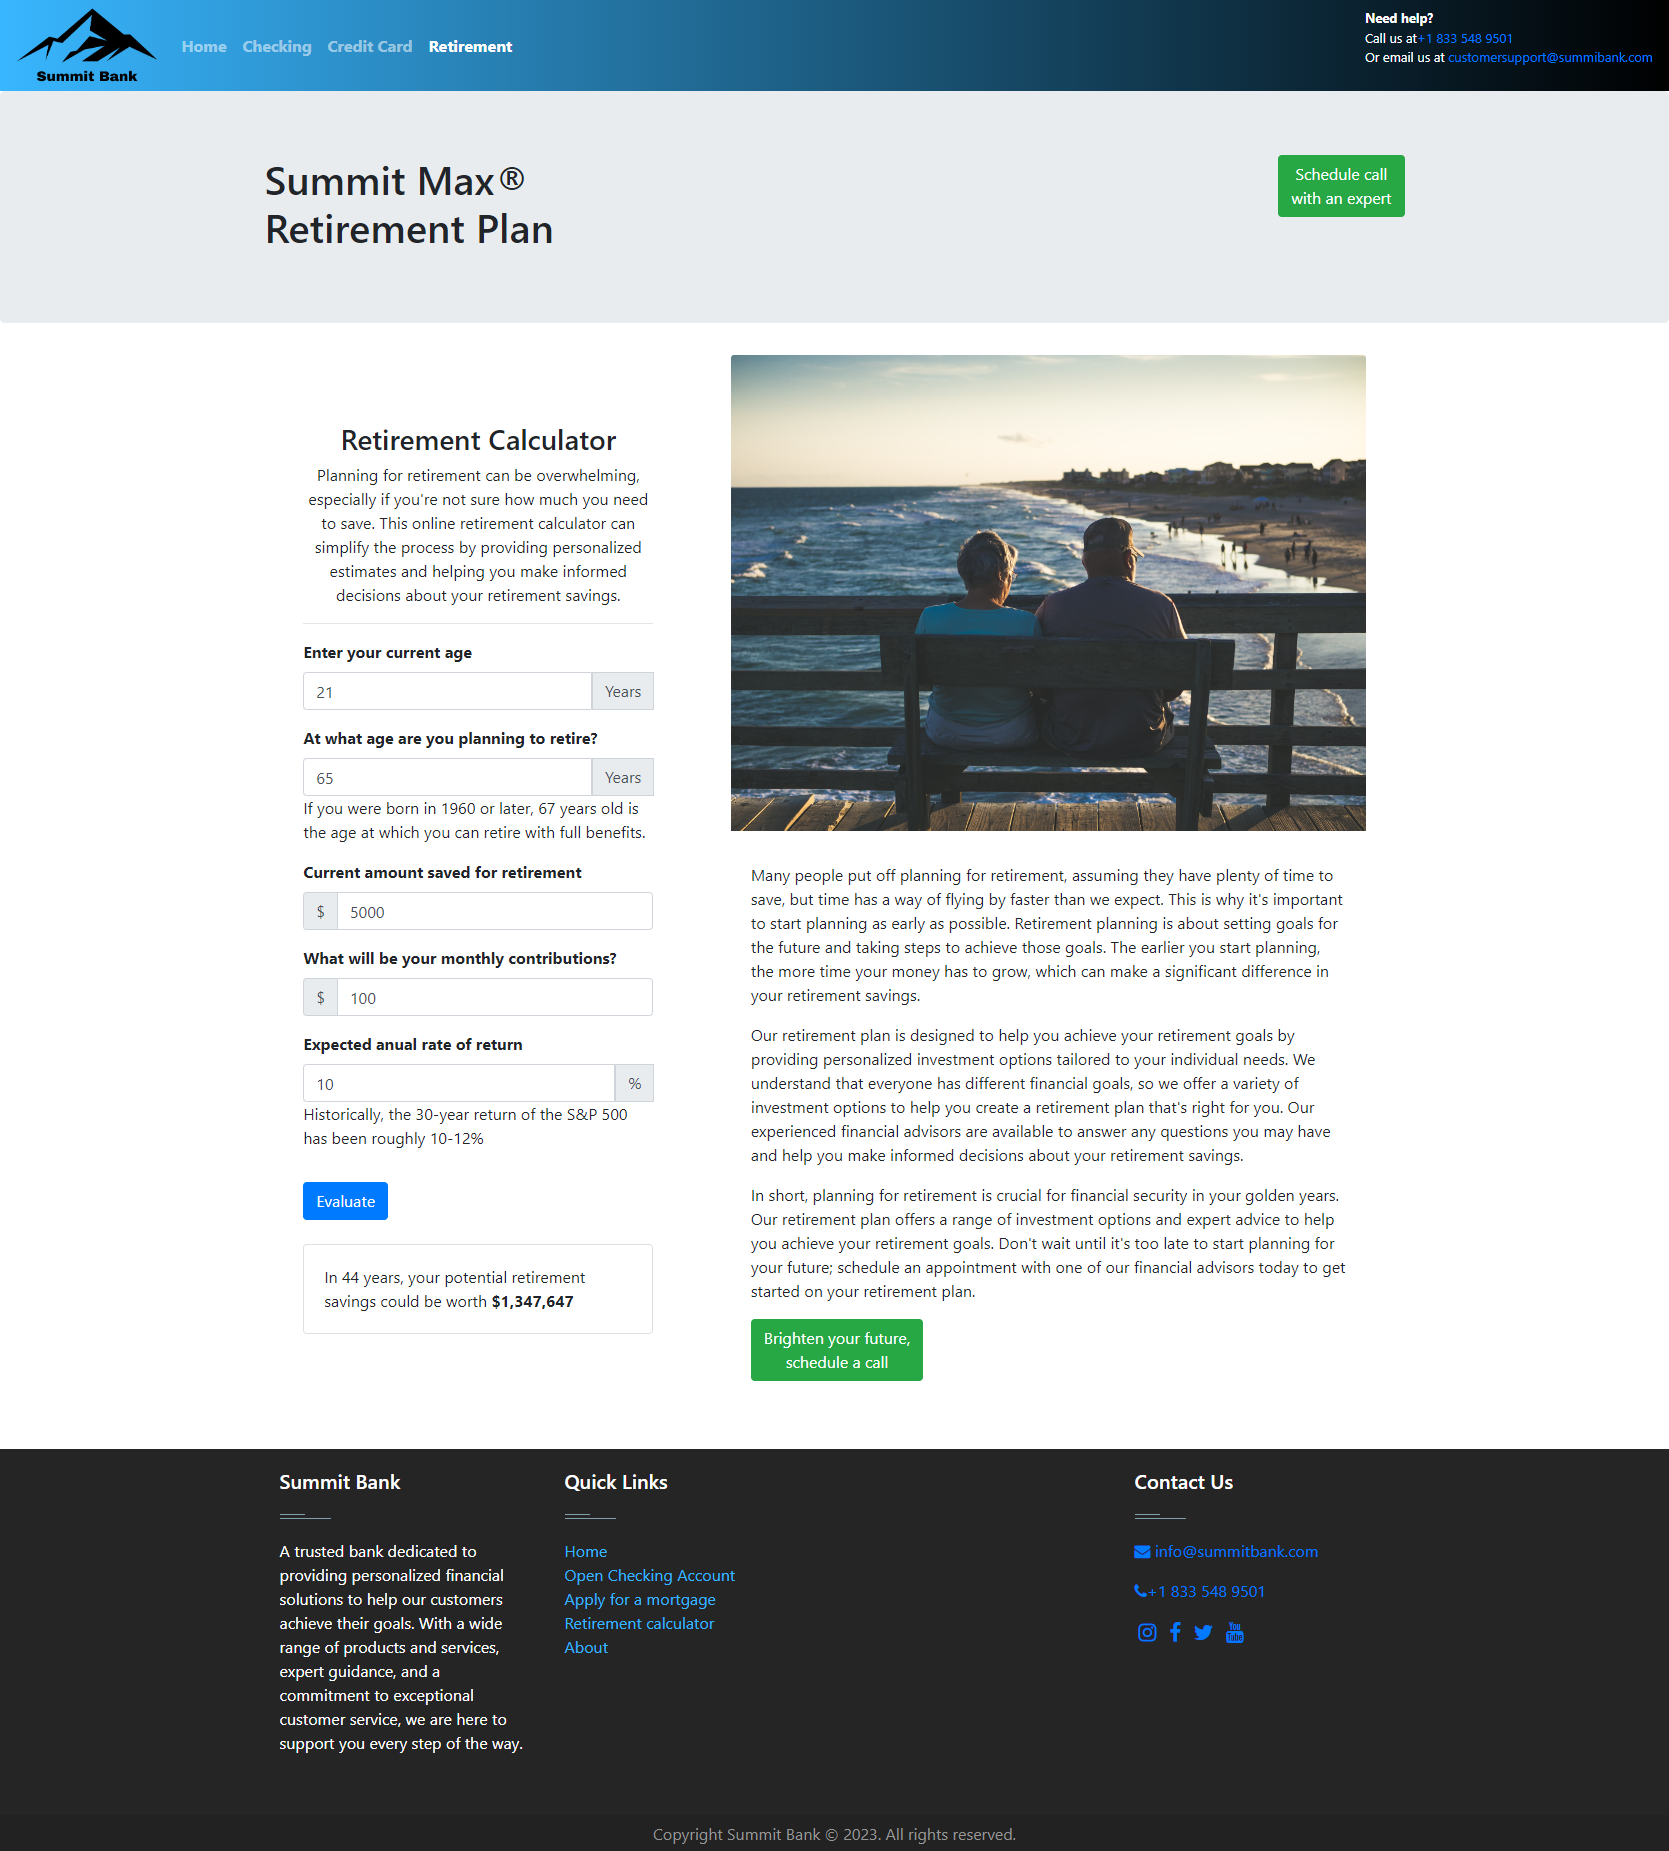 Summit Bank
Home
Checking
Credit Card
Retirement
Need help?
Call us at+1 833 548 9501
Or email us at customersupport@summibank.com
Summit Max®
Retirement Plan
Schedule call
with an expert
Retirement Calculator
Planning for retirement can be overwhelming,
especially if you're not sure how much you need
to save. This online retirement calculator can
simplify the process by providing personalized
estimates and helping you make informed
decisions about your retirement savings.
Enter your current age
21 Years
At what age are you planning to retire?
65 Years
If you were born in 1960 or later, 67 years old is
the age at which you can retire with full benefits.
Current amount saved for retirement
$ 5000
What will be your monthly contributions?
$ 100
Expected anual rate of return
10 %
Historically, the 30-year return of the S&P 500
has been roughly 10-12%
Evaluate
In 44 years, your potential retirement
savings could be worth $1,347,647
Many people put off planning for retirement, assuming they have plenty of time to
save, but time has a way of flying by faster than we expect. This is why it's important
to start planning as early as possible. Retirement planning is about setting goals for
the future and taking steps to achieve those goals. The earlier you start planning,
the more time your money has to grow, which can make a significant difference in
your retirement savings.
Our retirement plan is designed to help you achieve your retirement goals by
providing personalized investment options tailored to your individual needs. We
understand that everyone has different financial goals, so we offer a variety of
investment options to help you create a retirement plan that's right for you. Our
experienced financial advisors are available to answer any questions you may have
and help you make informed decisions about your retirement savings.
In short, planning for retirement is crucial for financial security in your golden years.
Our retirement plan offers a range of investment options and expert advice to help
you achieve your retirement goals. Don't wait until it's too late to start planning for
your future; schedule an appointment with one of our financial advisors today to get
started on your retirement plan.
Brighten your future,
schedule a call
Summit Bank
A trusted bank dedicated to
providing personalized financial
solutions to help our customers
achieve their goals. With a wide
range of products and services,
expert guidance, and a
commitment to exceptional
customer service, we are here to
support you every step of the way.
Quick Links
Home
Open Checking Account
Apply for a mortgage
Retirement calculator
About
Contact Us
info@summitbank.com
+1 833 548 9501
You
Tube
Copyright Summit Bank © 2023. All rights reserved.